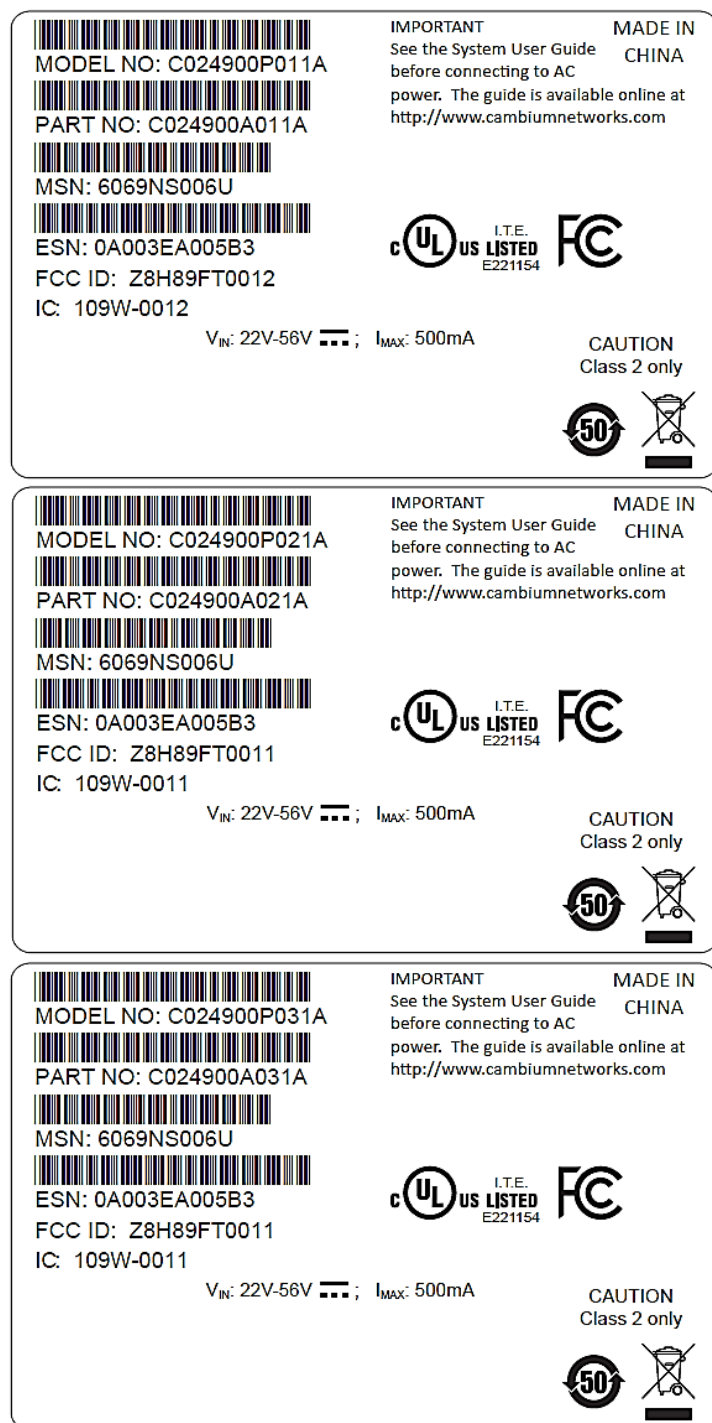 MODEL NO: C024900P011A
PART NO: C024900A011A
MSN: 6069NS006U
ESN: 0A003EA005B3
FCC ID: Z8H89FT0012
IC: 109W-0012
IMPORTANT
See the System User Guide
before connecting to AC
power. The guide is available online at
http://www.cambiumnetworks.com
MADE IN
CHINA
C UL US LISTED
I.T.E.
E221154
FC
VIN: 22V-56V ; IMAX: 500mA
CAUTION
Class 2 only
50
MODEL NO: C024900P021A
PART NO: C024900A021A
MSN: 6069NS006U
ESN: 0A003EA005B3
FCC ID: Z8H89FT0011
IC: 109W-0011
IMPORTANT
See the System User Guide
before connecting to AC
power. The guide is available online at
http://www.cambiumnetworks.com
MADE IN
CHINA
C UL US LISTED
I.T.E.
E221154
FC
VIN: 22V-56V ; IMAX: 500mA
CAUTION
Class 2 only
50
MODEL NO: C024900P031A
PART NO: C024900A031A
MSN: 6069NS006U
ESN: 0A003EA005B3
FCC ID: Z8H89FT0011
IC: 109W-0011
IMPORTANT
See the System User Guide
before connecting to AC
power. The guide is available online at
http://www.cambiumnetworks.com
MADE IN
CHINA
C UL US LISTED
I.T.E.
E221154
FC
VIN: 22V-56V ; IMAX: 500mA
CAUTION
Class 2 only
50